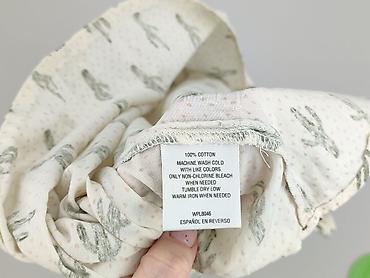 100% COTTON
MACHINE WASH COLD
WITH LIKE COLORS
ONLY NON-CHLORINE BLEACH
WHEN NEEDED
TUMBLE DRY LOW
WARM IRON WHEN NEEDED
WPL8046
ESPAÑOL EN REVERSO